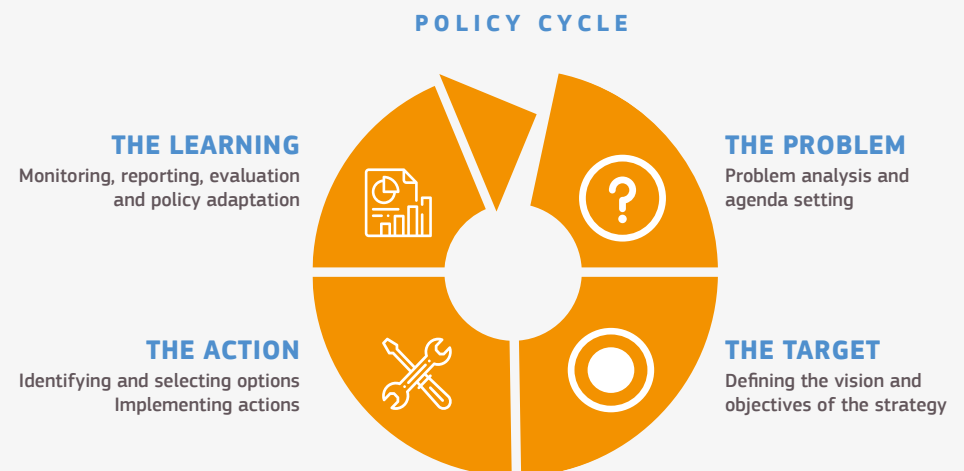 POLICY CYCLE
THE LEARNING
Monitoring, reporting, evaluation
and policy adaptation
THE PROBLEM
Problem analysis and
agenda setting
?
THE ACTION
Identifying and selecting options
Implementing actions
THE TARGET
Defining the vision and
objectives of the strategy